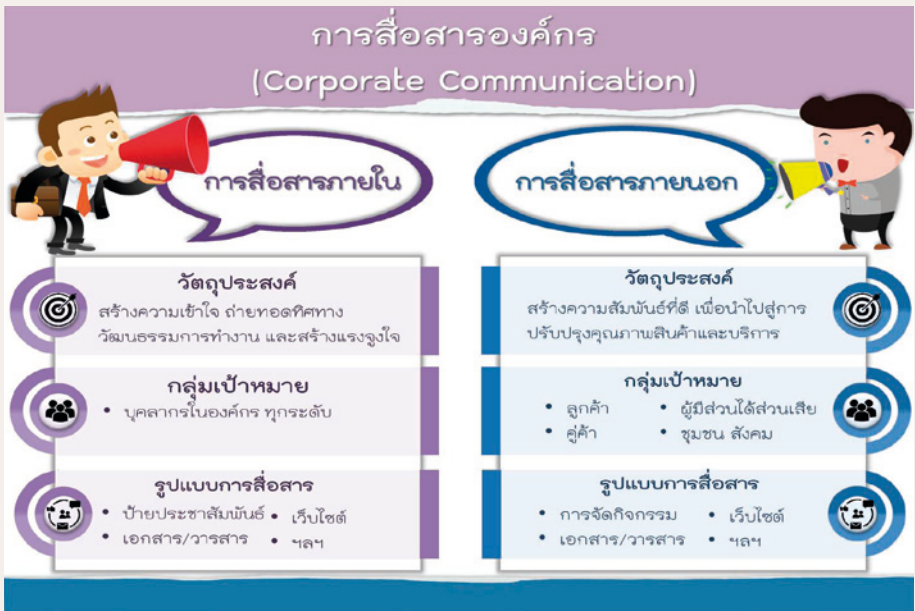 การสื่อสารองค์กร
(Corporate Communication)
การสื่อสารภายใน
วัตถุประสงค์
สร้างความเข้าใจ ถ่ายทอดทิศทาง
วัฒนธรรมการทำงาน และสร้างแรงจูงใจ
กลุ่มเป้าหมาย
• บุคลากรในองค์กร ทุกระดับ
รูปแบบการสื่อสาร
• ป้ายประชาสัมพันธ์ • เว็บไซต์
• เอกสาร/วารสาร • ฯลฯ
การสื่อสารภายนอก
วัตถุประสงค์
สร้างความสัมพันธ์ที่ดี เพื่อนำไปสู่การ
ปรับปรุงคุณภาพสินค้าและบริการ
กลุ่มเป้าหมาย
• ลูกค้า • ผู้มีส่วนได้ส่วนเสีย
• คู่ค้า • ชุมชน สังคม
รูปแบบการสื่อสาร
• การจัดกิจกรรม • เว็บไซต์
• เอกสาร/วารสาร • ฯลฯ